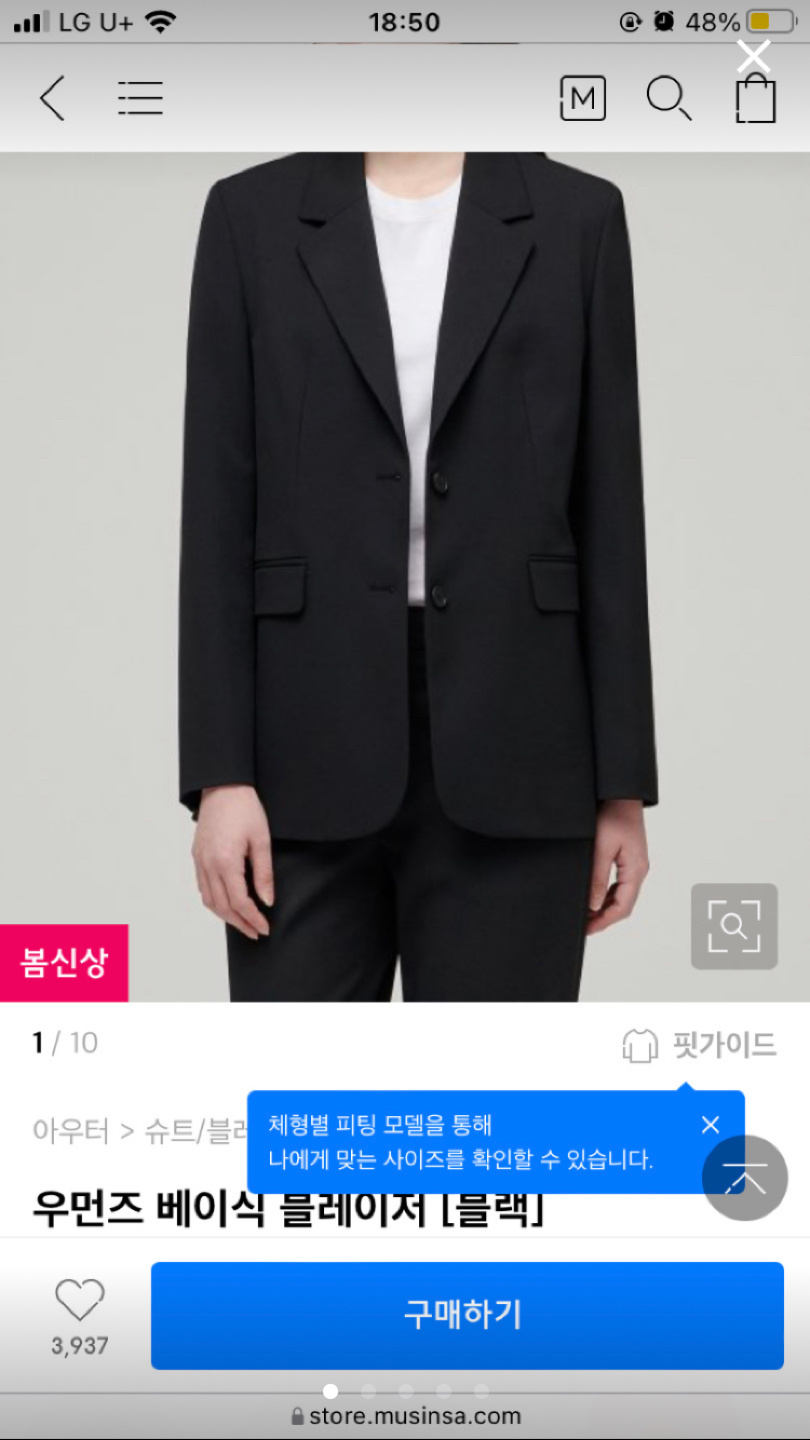 LG U+ 18:50 48%
M
봄신상
1 / 10 핏가이드
아우터 > 슈트/블레
체형별 피팅 모델을 통해
나에게 맞는 사이즈를 확인할 수 있습니다.
우먼즈 베이식 블레이저 [블랙]
구매하기
3,937
store.musinsa.com